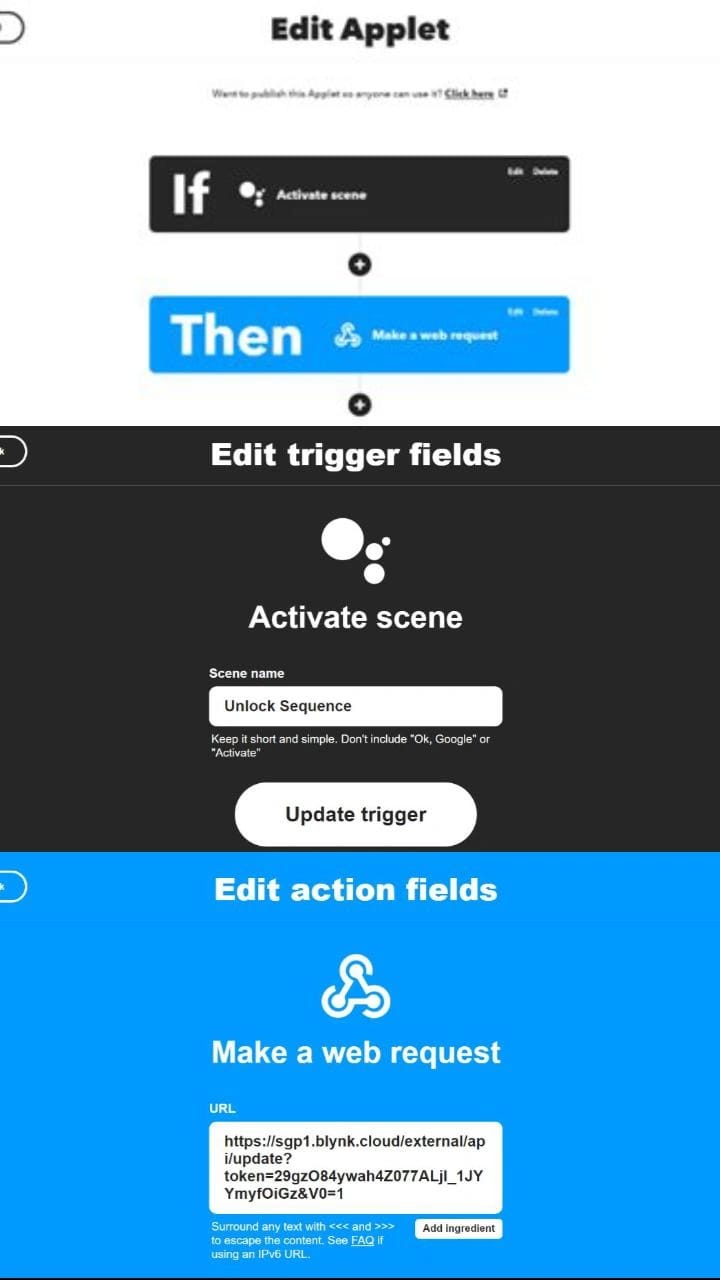 Edit Applet
Want to publish this Applet so anyone can use it? Click here
If
Activate scene
Edit Delete
Then
Make a web request
Edit Delete
k
Edit trigger fields
Activate scene
Scene name
Unlock Sequence
Keep it short and simple. Don't include "Ok, Google" or
"Activate"
Update trigger
k
Edit action fields
Make a web request
URL
https://sgp1.blynk.cloud/external/ap
i/update?
token=29gzO84ywah4Z077ALjl_1JY
YmyfOiGz&V0=1
Surround any text with <<< and >>>
to escape the content. See FAQ if
using an IPv6 URL.
Add ingredient